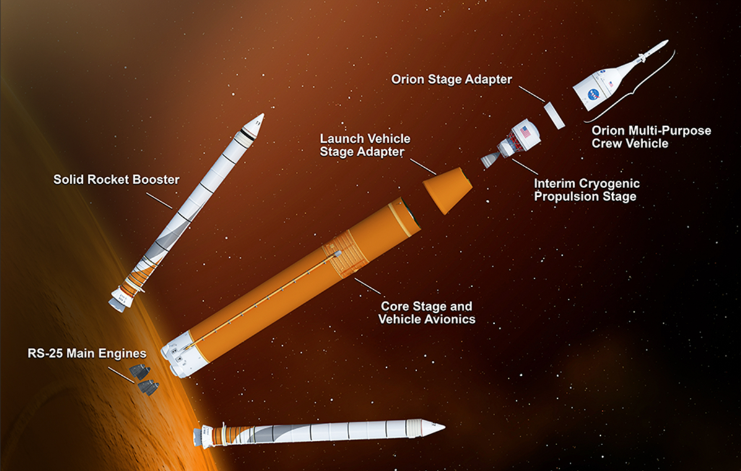 Orion Stage Adapter
Orion Multi-Purpose
Crew Vehicle
Launch Vehicle
Stage Adapter
Interim Cryogenic
Propulsion Stage
Solid Rocket Booster
Core Stage and
Vehicle Avionics
RS-25 Main Engines